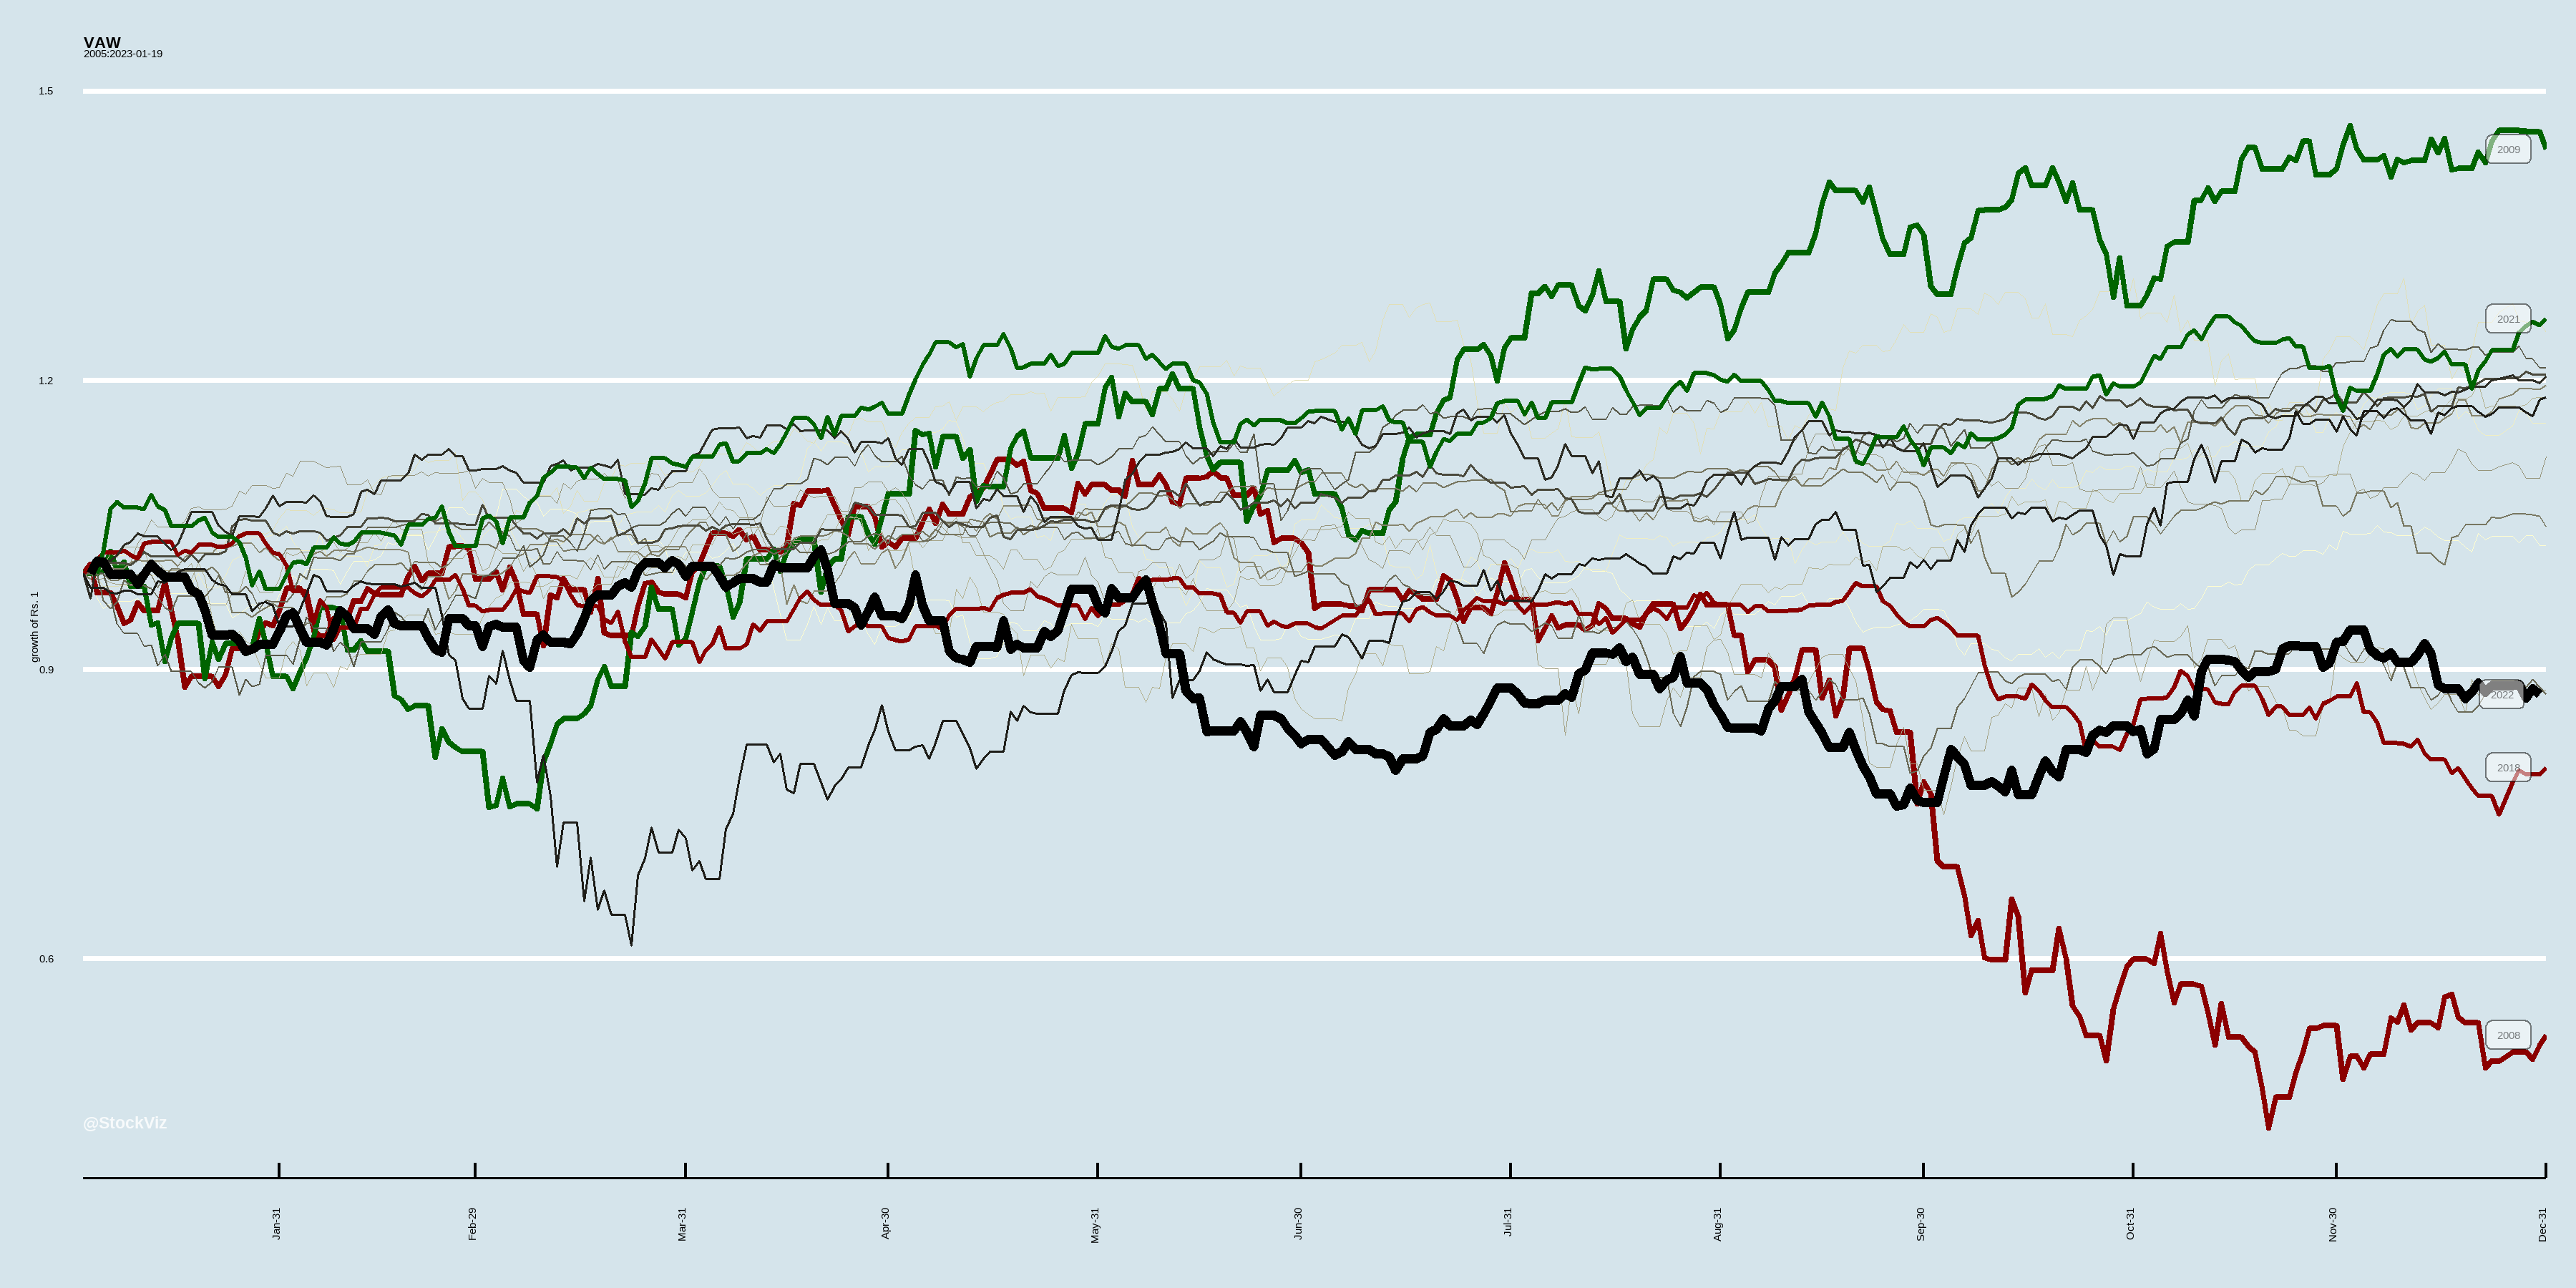 VAW
2005:2023-01-19
1.5
1.2
0.9
0.6
growth of Rs. 1
2009
2021
2022
2018
2008
@StockViz
Jan-31
Feb-29
Mar-31
Apr-30
May-31
Jun-30
Jul-31
Aug-31
Sep-30
Oct-31
Nov-30
Dec-31